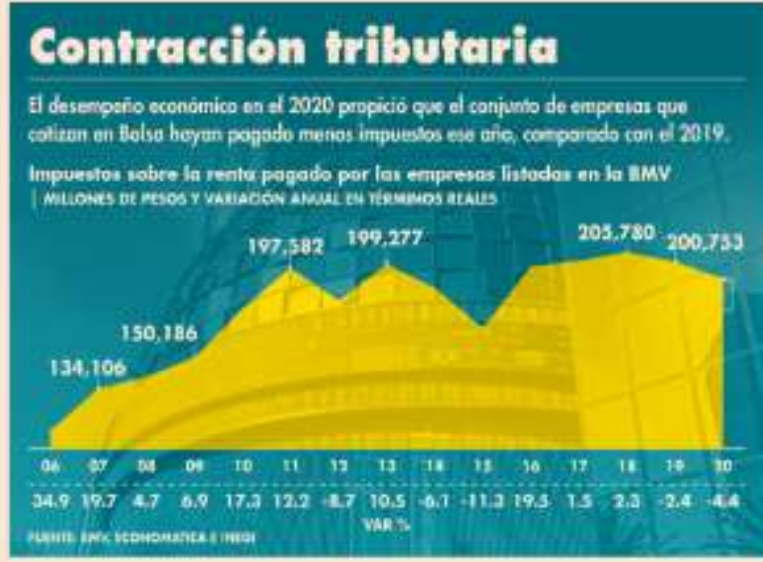 Contracción tributaria
El desempeño económico en el 2020 propició que el conjunto de empresas que
cotizan en Bolsa hayan pagado menos impuestos ese año, comparado con el 2019.
Impuestos sobre la renta pagado por las empresas listadas en la BMV
MILLONES DE PESOS Y VARIACIÓN ANUAL EN TÉRMINOS REALES
197,582 199,277 205,780 200,753
150,186
134,106
06 07 08 09 10 11 12 13 14 15 16 17 18 19 20
34.9 19.7 4.7 6.9 17.3 12.2 -8.7 10.5 -6.1 -11.3 19.5 1.5 2.3 -2.4 -4.4
VAR %
FUENTE: BMV, ECONOMATICA E INEGI